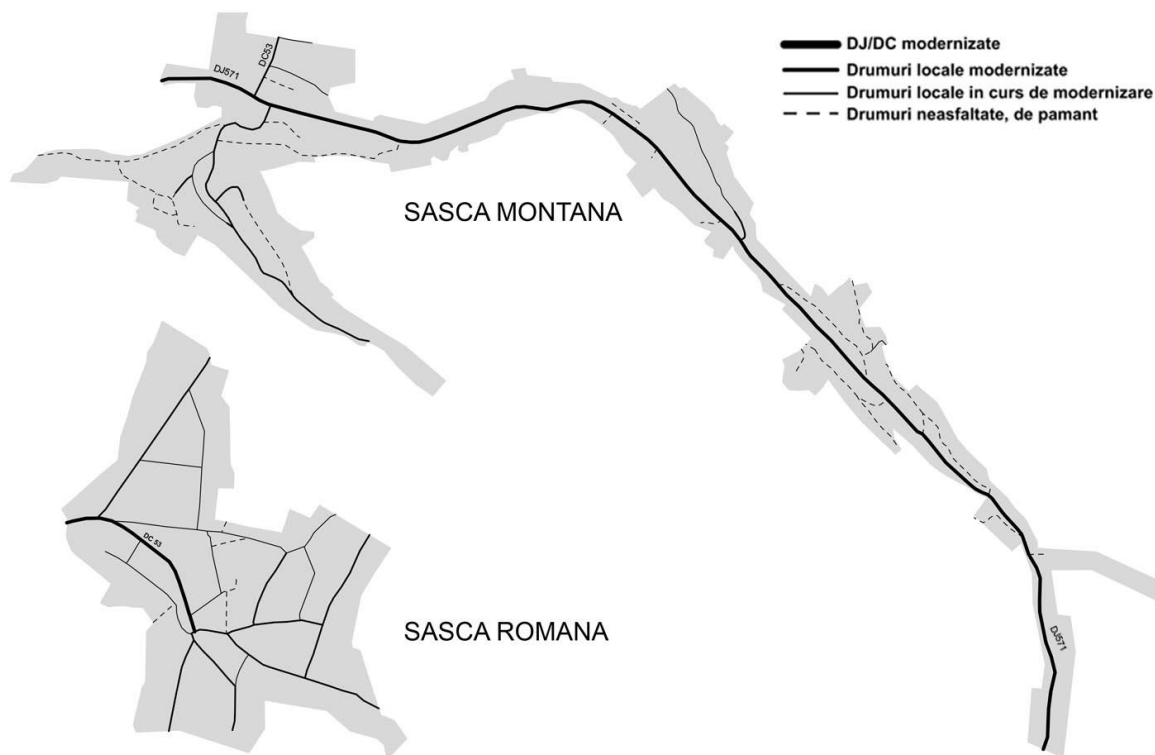 DJ/DC modernizate
Drumuri locale modernizate
Drumuri locale in curs de modernizare
Drumuri neasfaltate, de pamant
DC53
DJ571
SASCA MONTANA
DC 53
SASCA ROMANA
DJ571